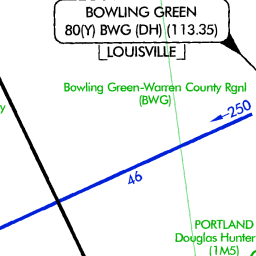 BOWLING GREEN
80(Y) BWG (DH) (113.35)
LOUISVILLE
Bowling Green-Warren County Rgnl
(BWG)
y
250
46
PORTLAND
Douglas Hunter
(1M5)